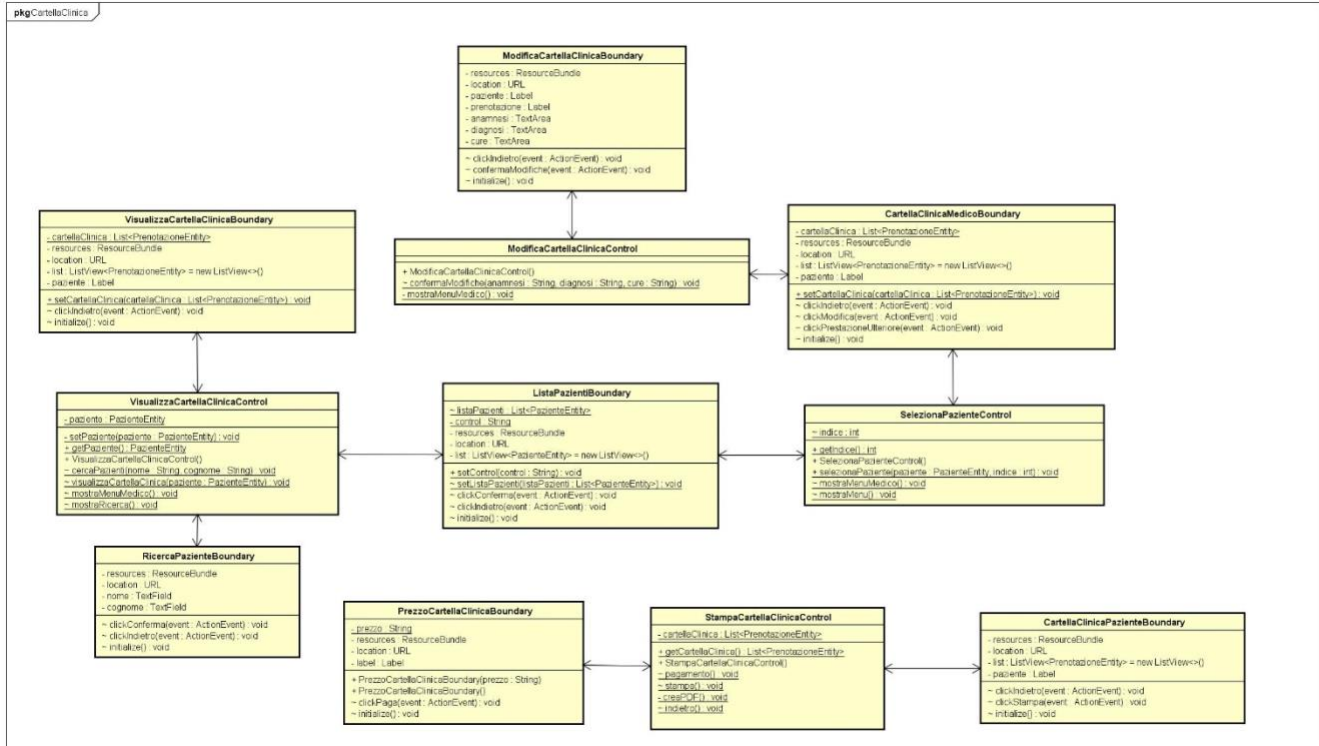 pkg CartellaClinica
ModificaCartellaClinicaBoundary
- resources : ResourceBundle
- location : URL
- paziente : Label
- prenotazione : Label
- anamnesi : TextArea
- diagnosi : TextArea
- cure : TextArea
~ clickIndietro(event : ActionEvent) : void
~ confermaModifiche(event : ActionEvent) : void
~ initialize() : void
VisualizzaCartellaClinicaBoundary
- cartellaClinica : List<PrenotazioneEntity>
- resources : ResourceBundle
- location : URL
- list : ListView<PrenotazioneEntity> = new ListView<>()
- paziente : Label
+ setCartellaClinica(cartellaClinica : List<PrenotazioneEntity>) : void
~ clickIndietro(event : ActionEvent) : void
~ initialize() : void
ModificaCartellaClinicaControl
+ ModificaCartellaClinicaControl()
~ confermaModifiche(anamnesi : String, diagnosi : String, cure : String) : void
- mostraMenuMedico() : void
CartellaClinicaMedicoBoundary
- cartellaClinica : List<PrenotazioneEntity>
- resources : ResourceBundle
- location : URL
- list : ListView<PrenotazioneEntity> = new ListView<>()
- paziente : Label
+ setCartellaClinica(cartellaClinica : List<PrenotazioneEntity>) : void
~ clickIndietro(event : ActionEvent) : void
~ clickModifica(event : ActionEvent) : void
~ clickPrestazioneUlteriore(event : ActionEvent) : void
~ initialize() : void
VisualizzaCartellaClinicaControl
- paziente : PazienteEntity
- setPaziente(paziente : PazienteEntity) : void
+ getPaziente() : PazienteEntity
+ VisualizzaCartellaClinicaControl()
~ cercaPazienti(nome : String, cognome : String) : void
~ visualizzaCartellaClinica(paziente : PazienteEntity) : void
~ mostraMenuMedico() : void
~ mostraRicerca() : void
ListaPazientiBoundary
~ listaPazienti : List<PazienteEntity>
- control : String
- resources : ResourceBundle
- location : URL
- list : ListView<PazienteEntity> = new ListView<>()
+ setControl(control : String) : void
~ setListaPazienti(listaPazienti : List<PazienteEntity>) : void
~ clickConferma(event : ActionEvent) : void
~ clickIndietro(event : ActionEvent) : void
~ initialize() : void
SelezionaPazienteControl
~ indice : int
+ getIndice() : int
+ SelezionaPazienteControl()
+ selezionaPaziente(paziente : PazienteEntity, indice : int) : void
~ mostraMenuMedico() : void
~ mostraMenu() : void
RicercaPazienteBoundary
- resources : ResourceBundle
- location : URL
- nome : TextField
- cognome : TextField
~ clickConferma(event : ActionEvent) : void
~ clickIndietro(event : ActionEvent) : void
~ initialize() : void
PrezzoCartellaClinicaBoundary
- prezzo : String
- resources : ResourceBundle
- location : URL
- label : Label
+ PrezzoCartellaClinicaBoundary(prezzo : String)
+ PrezzoCartellaClinicaBoundary()
~ clickPaga(event : ActionEvent) : void
~ initialize() : void
StampaCartellaClinicaControl
- cartellaClinica : List<PrenotazioneEntity>
+ getCartellaClinica() : List<PrenotazioneEntity>
+ StampaCartellaClinicaControl()
~ pagamento() : void
~ stampa() : void
- creaPDF() : void
~ indietro() : void
CartellaClinicaPazienteBoundary
- resources : ResourceBundle
- location : URL
- list : ListView<PrenotazioneEntity> = new ListView<>()
- paziente : Label
~ clickIndietro(event : ActionEvent) : void
~ clickStampa(event : ActionEvent) : void
~ initialize() : void